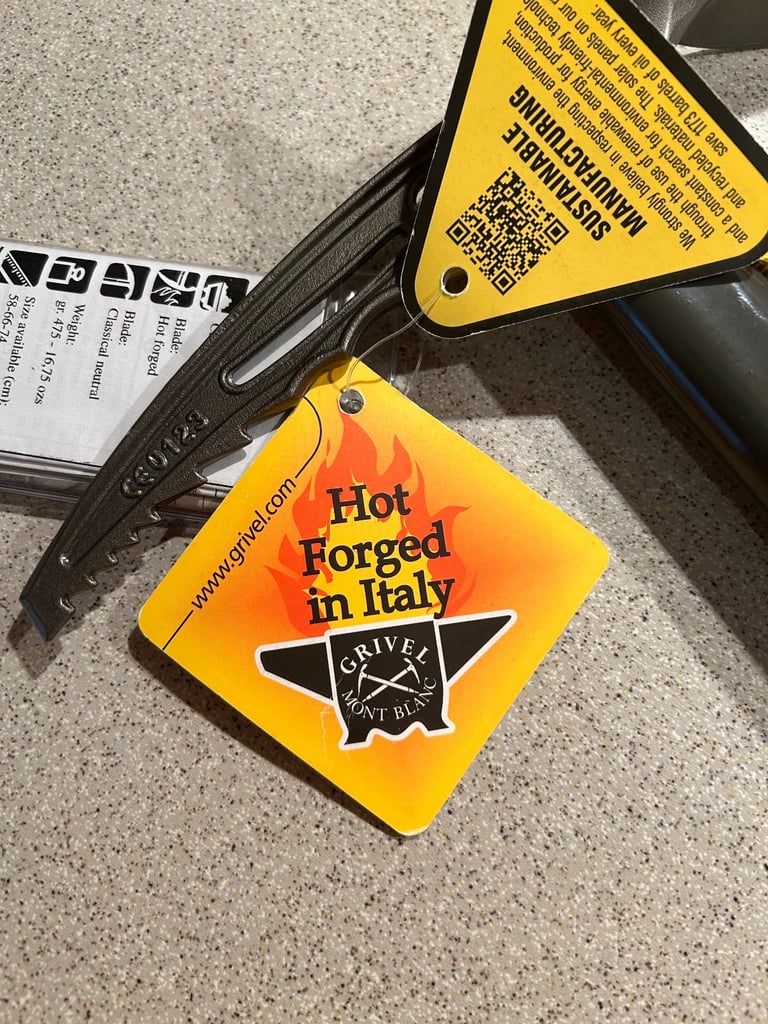 SUSTAINABLE
MANUFACTURING
We strongly believe in respecting the environment,
through the use of renewable energy for production,
and a constant search for environmental-friendly
and recycled materials. The solar panels on our
save 1173 barrels of oil every year.
Blade:
Hot forged
Blade:
Classical neutral
Weight:
gr. 475 - 16,75 ozs
Size available
58-66-74
CE0123
www.grivel.com
Hot
Forged
in Italy
GRIVEL
MONT BLANC